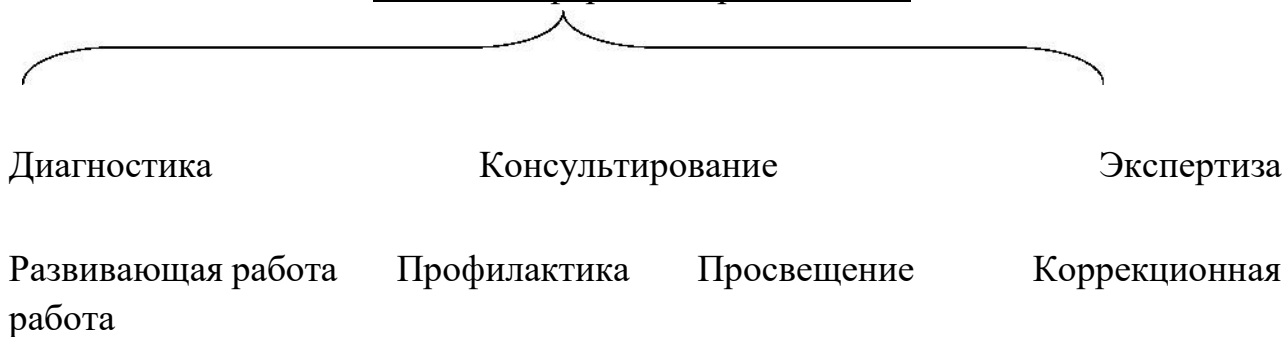 Диагностика Консультирование Экспертиза
Развивающая работа Профилактика Просвещение Коррекционная
работа